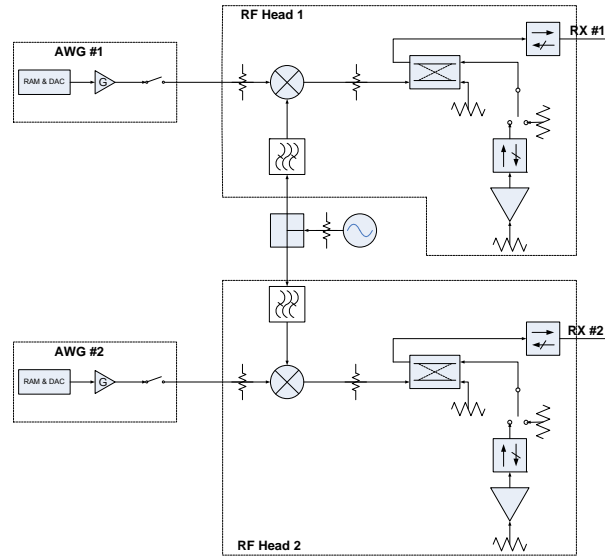 RF Head 1
RX #1
AWG #1
RAM & DAC
G
AWG #2
RX #2
RAM & DAC
G
RF Head 2